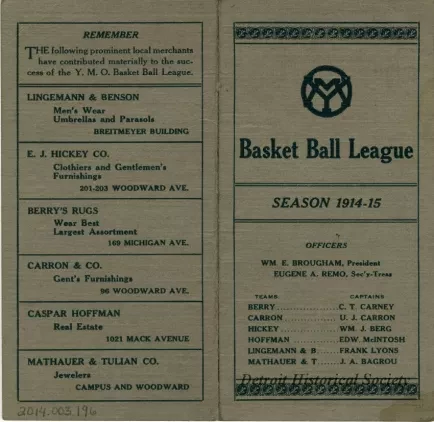 REMEMBER
THE following prominent local merchants
have contributed materially to the suc-
cess of the Y. M. O. Basket Ball League.
LINGEMANN & BENSON
Men's Wear
Umbrellas and Parasols
BREITMEYER BUILDING
E. J. HICKEY CO.
Clothiers and Gentlemen's
Furnishings
201-203 WOODWARD AVE.
BERRY'S RUGS
Wear Best
Largest Assortment
169 MICHIGAN AVE.
CARRON & CO.
Gent's Furnishings
96 WOODWARD AVE.
CASPAR HOFFMAN
Real Estate
1021 MACK AVENUE
MATHAUER & TULIAN CO.
Jewelers
CAMPUS AND WOODWARD
2014.003.196
Basket Ball League
SEASON 1914-15
OFFICERS
WM. E. BROUGHAM, President
EUGENE A. REMO, Sec'y-Treas
TEAMS CAPTAINS
BERRY C. T. CARNEY
CARRON U. J. CARRON
HICKEY WM. J. BERG
HOFFMAN EDW. McINTOSH
LINGEMANN & B FRANK LYONS
MATHAUER & T J. A. BAGROU
Detroit Historical Society